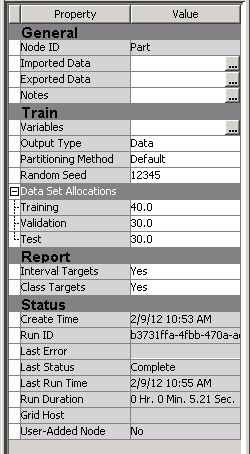 Property Value
General
Node ID Part
Imported Data ...
Exported Data ...
Notes ...
Train
Variables ...
Output Type Data
Partitioning Method Default
Random Seed 12345
Data Set Allocations
Training 40.0
Validation 30.0
Test 30.0
Report
Interval Targets Yes
Class Targets Yes
Status
Create Time 2/9/12 10:53 AM
Run ID b3731ffa-4fbb-470a-a
Last Error
Last Status Complete
Last Run Time 2/9/12 10:55 AM
Run Duration 0 Hr. 0 Min. 5.21 Sec.
Grid Host
User-Added Node No